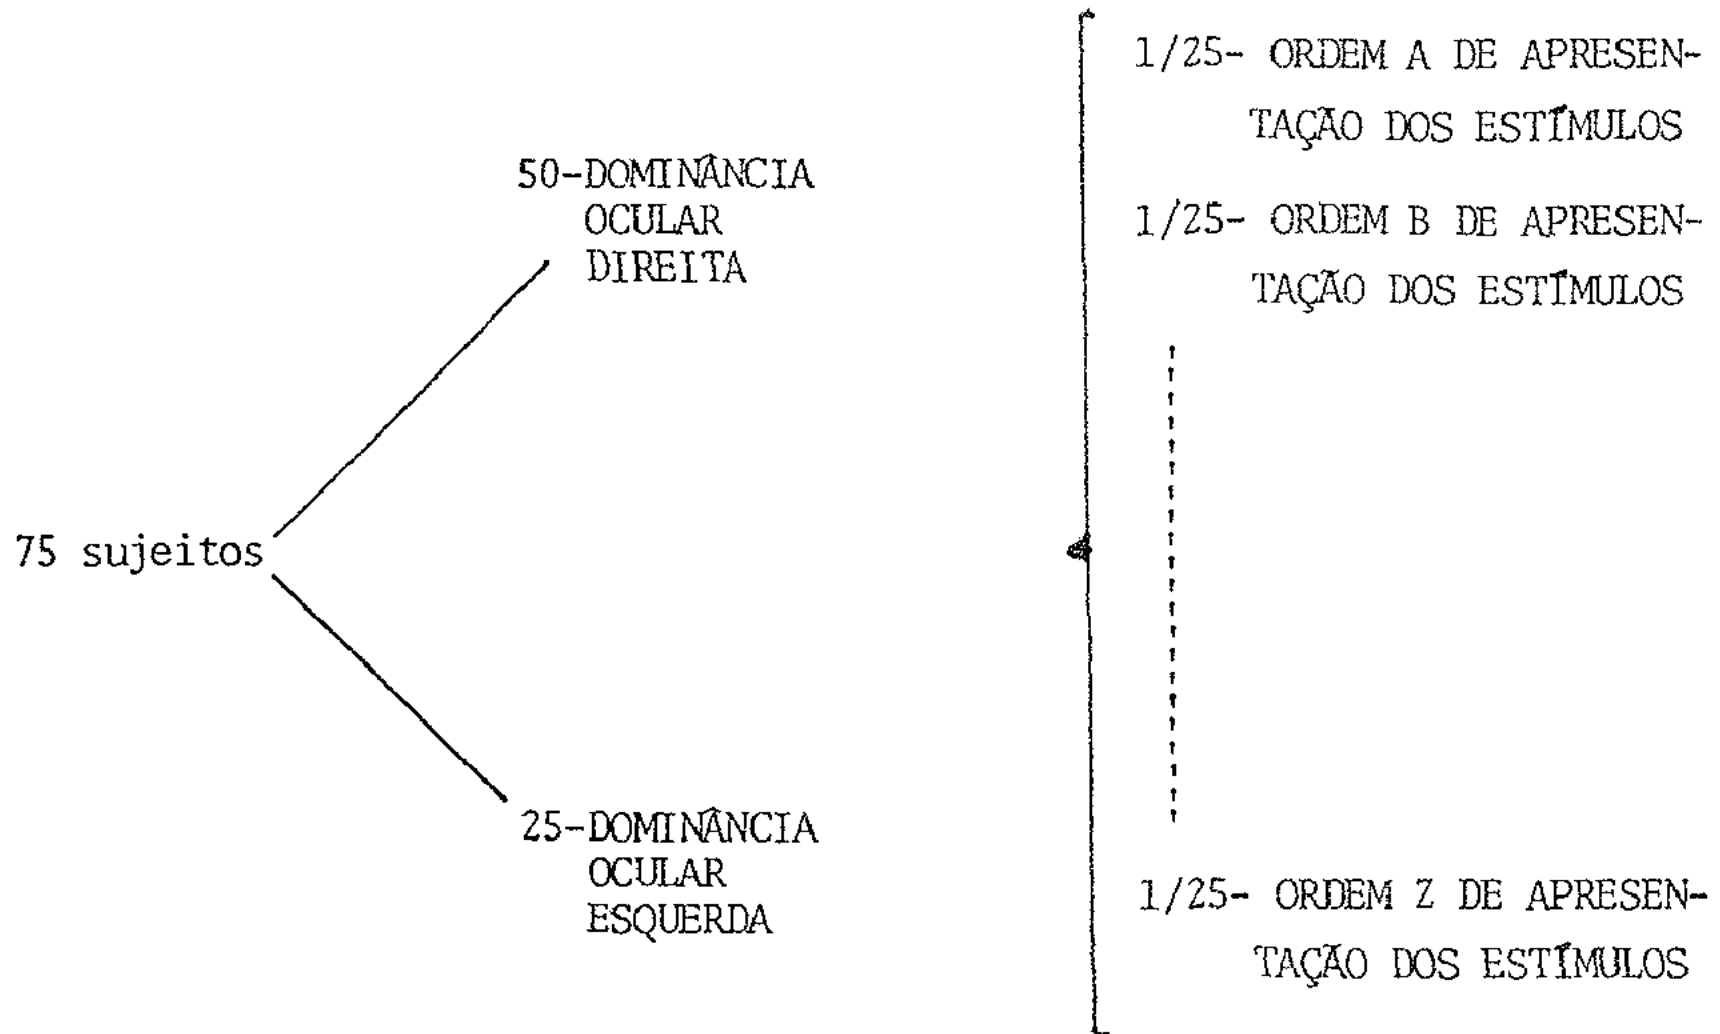 1/25- ORDEM A DE APRESEN-
TAÇÃO DOS ESTÍMULOS
50-DOMINÂNCIA
OCULAR
DIREITA
1/25- ORDEM B DE APRESEN-
TAÇÃO DOS ESTÍMULOS
75 sujeitos
25-DOMINÂNCIA
OCULAR
ESQUERDA
1/25- ORDEM Z DE APRESEN-
TAÇÃO DOS ESTÍMULOS